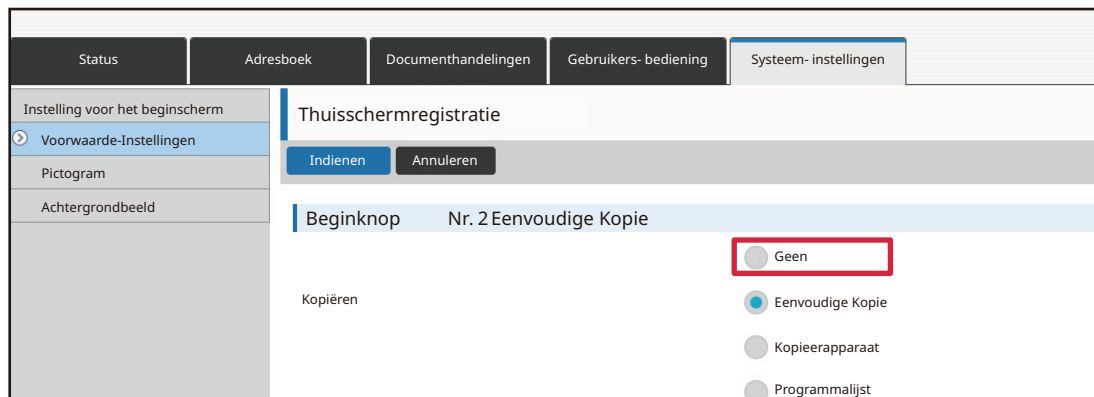 Status
Adresboek
Documenthandelingen
Gebruikers- bediening
Systeem- instellingen
Instelling voor het beginscherm
Voorwaarde-Instellingen
Pictogram
Achtergrondbeeld
Thuisschermregistratie
Indienen
Annuleren
Beginknop Nr. 2 Eenvoudige Kopie
Geen
Kopiëren
Eenvoudige Kopie
Kopieerapparaat
Programmalijst